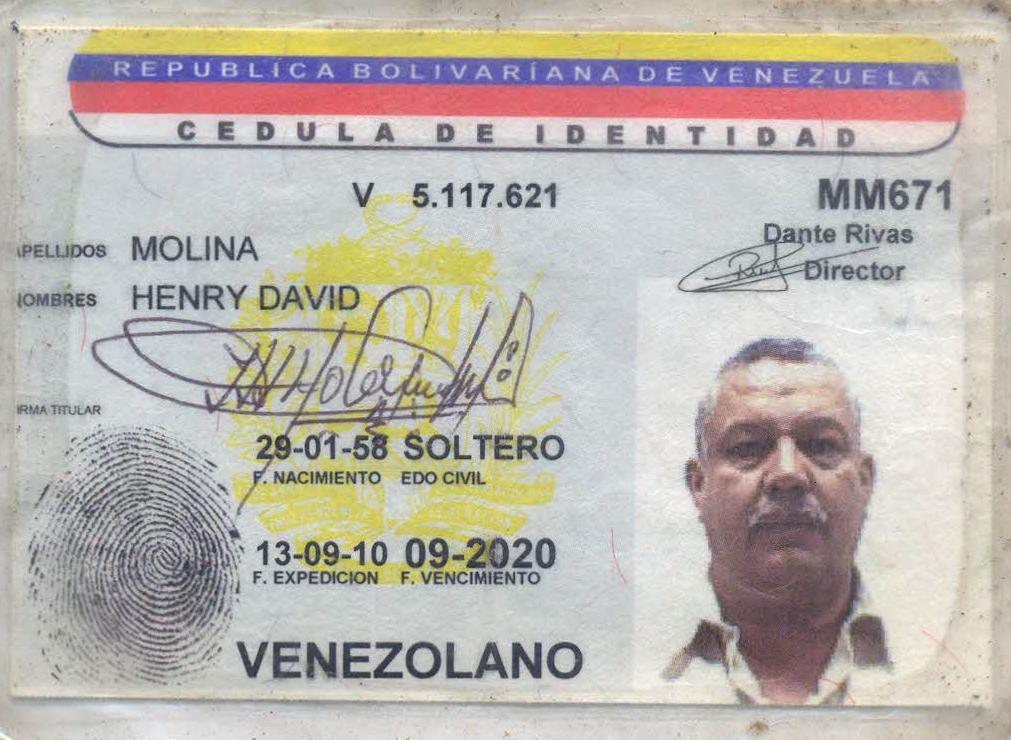 REPUBLICA BOLIVARIANA DE VENEZUELA
CEDULA DE IDENTIDAD
V 5.117.621 MM671
Dante Rivas
Director
APELLIDOS MOLINA
NOMBRES HENRY DAVID
FIRMA TITULAR
29-01-58 SOLTERO
F. NACIMIENTO EDO CIVIL
13-09-10 09-2020
F. EXPEDICION F. VENCIMIENTO
VENEZOLANO